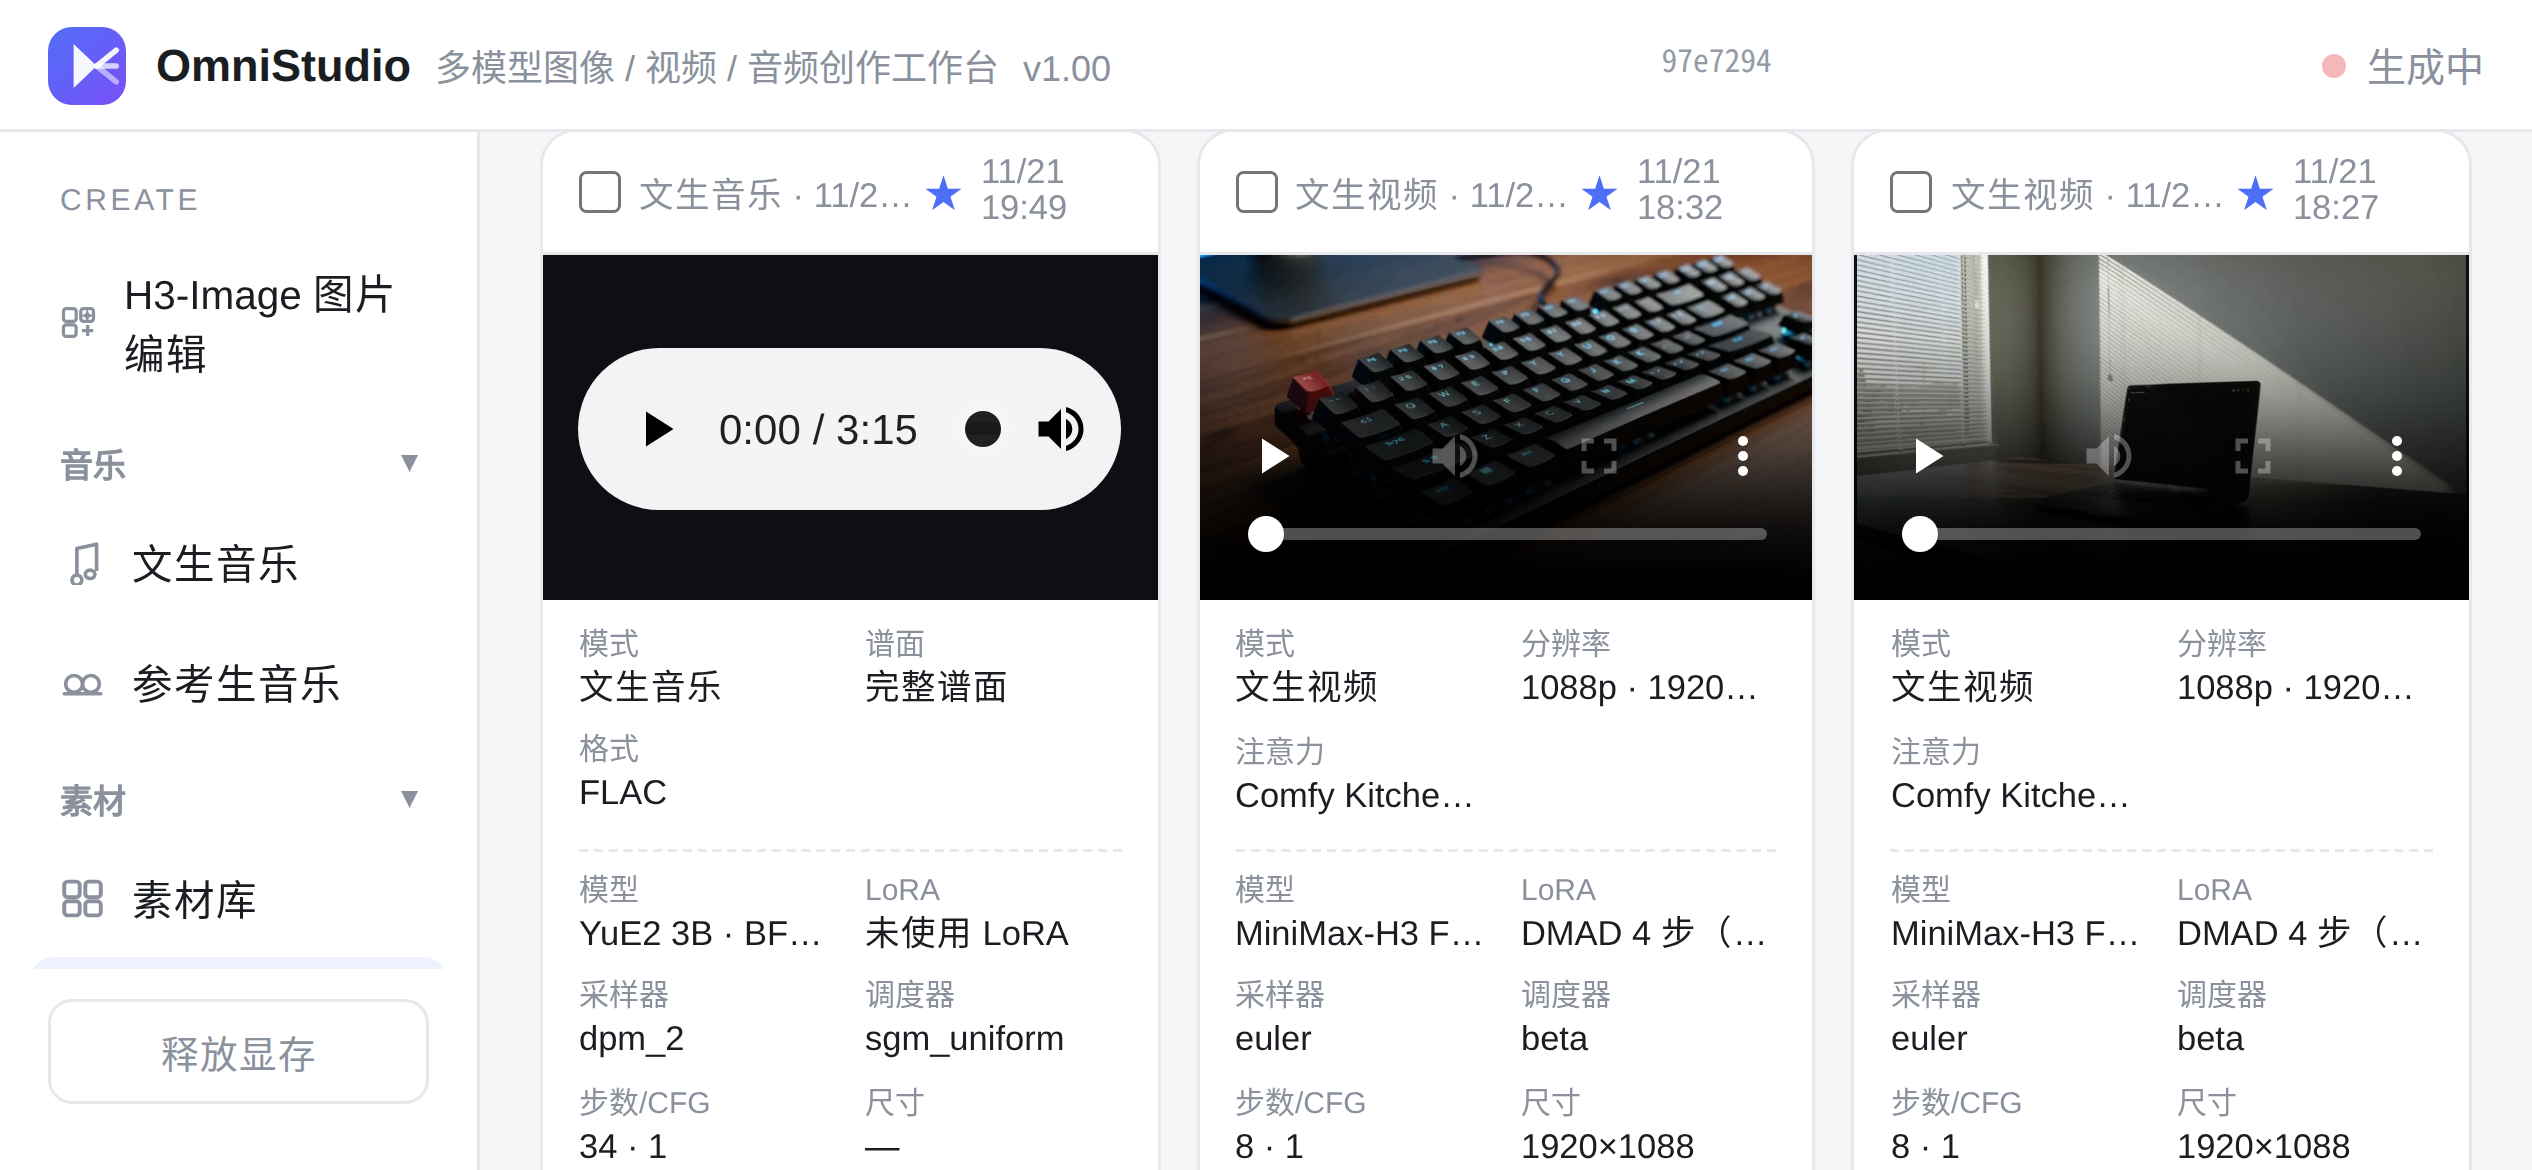 OmniStudio 多模型图像 / 视频 / 音频创作工作台 v1.00
97e7294
生成中
CREATE
H3-Image 图片
编辑
音乐 ▼
文生音乐
参考生音乐
素材 ▼
素材库
释放显存
文生音乐 · 11/2… ★ 11/21
19:49
0:00 / 3:15
模式 谱面
文生音乐 完整谱面
格式
FLAC
模型 LoRA
YuE2 3B · BF… 未使用 LoRA
采样器 调度器
dpm_2 sgm_uniform
步数/CFG 尺寸
34 · 1 —
文生视频 · 11/2… ★ 11/21
18:32
模式 分辨率
文生视频 1088p · 1920…
注意力
Comfy Kitche…
模型 LoRA
MiniMax-H3 F… DMAD 4 步（…
采样器 调度器
euler beta
步数/CFG 尺寸
8 · 1 1920×1088
文生视频 · 11/2… ★ 11/21
18:27
模式 分辨率
文生视频 1088p · 1920…
注意力
Comfy Kitche…
模型 LoRA
MiniMax-H3 F… DMAD 4 步（…
采样器 调度器
euler beta
步数/CFG 尺寸
8 · 1 1920×1088